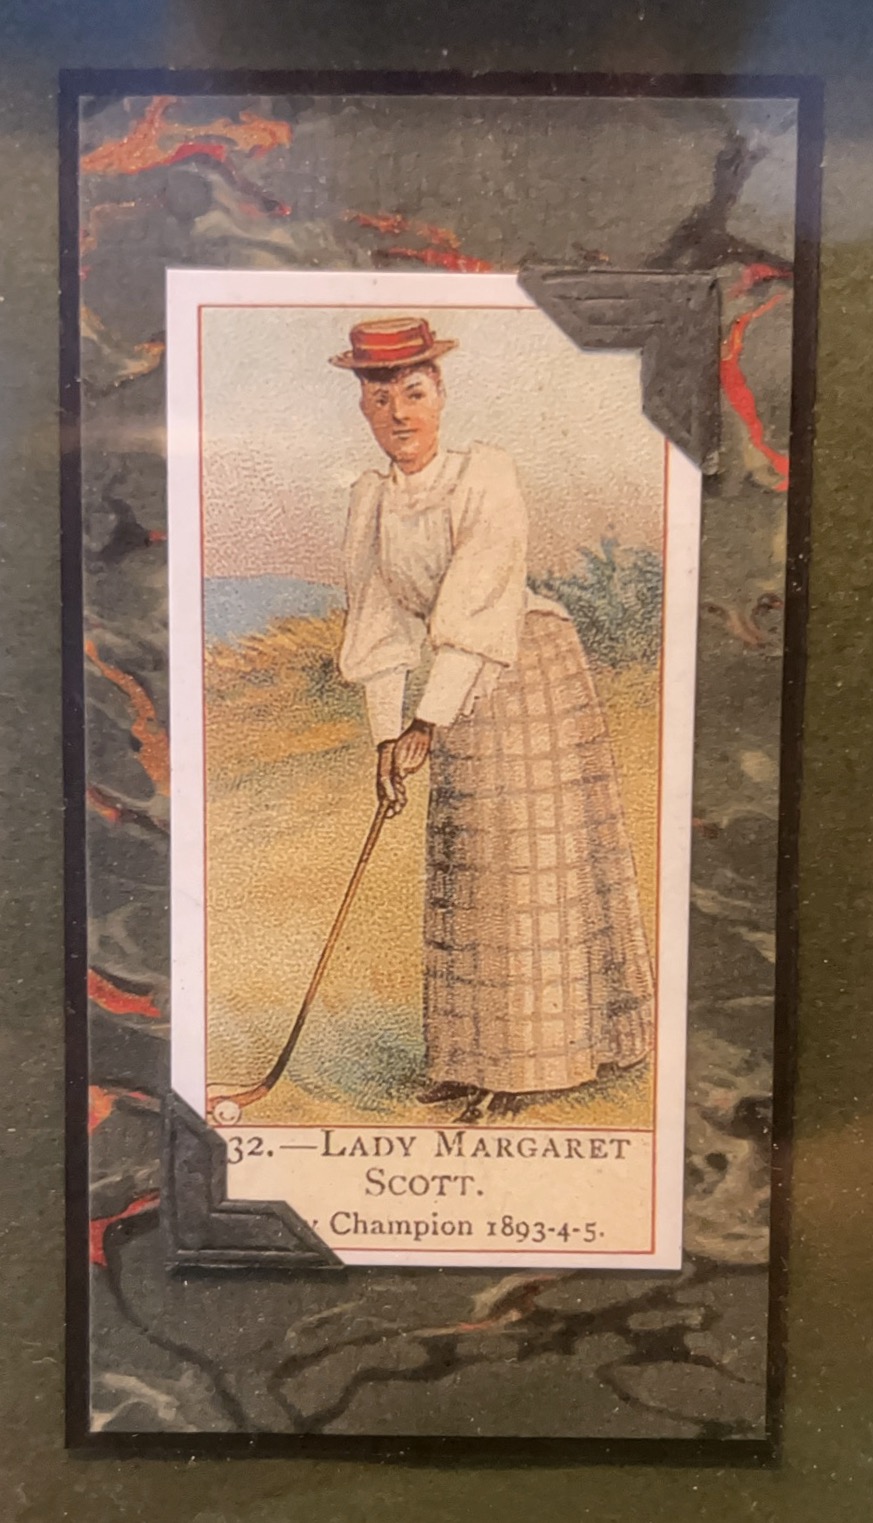 32.—LADY MARGARET
SCOTT.
Champion 1893-4-5.